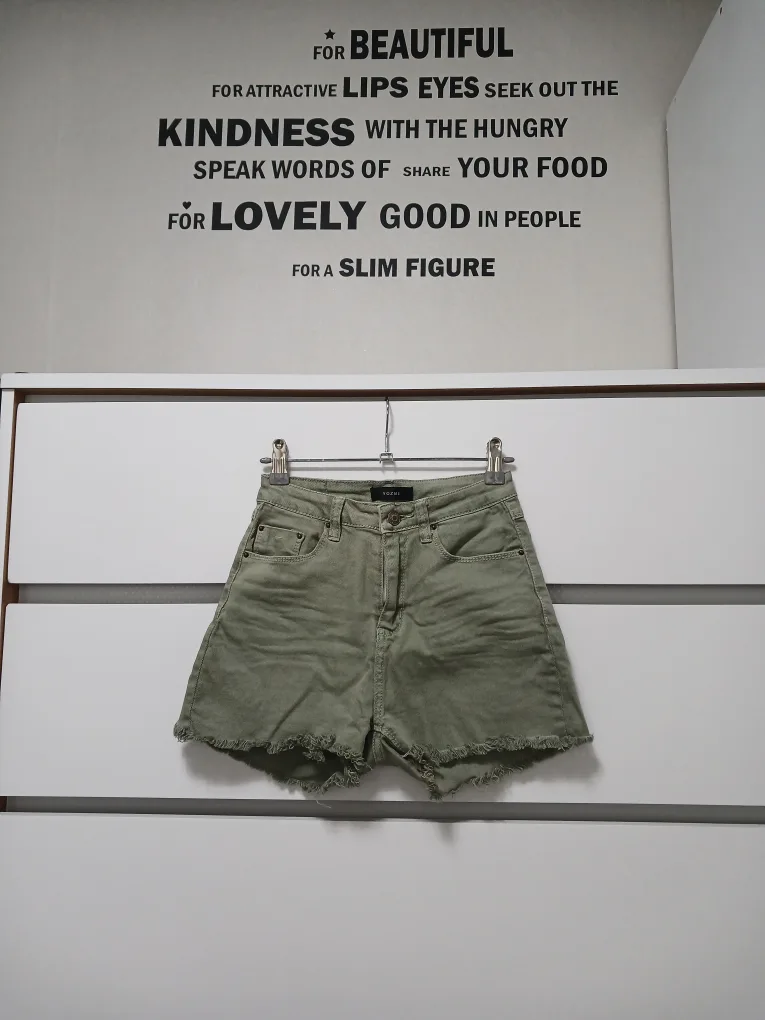 FOR BEAUTIFUL
FOR ATTRACTIVE LIPS EYES SEEK OUT THE
KINDNESS WITH THE HUNGRY
SPEAK WORDS OF SHARE YOUR FOOD
FOR LOVELY GOOD IN PEOPLE
FOR A SLIM FIGURE